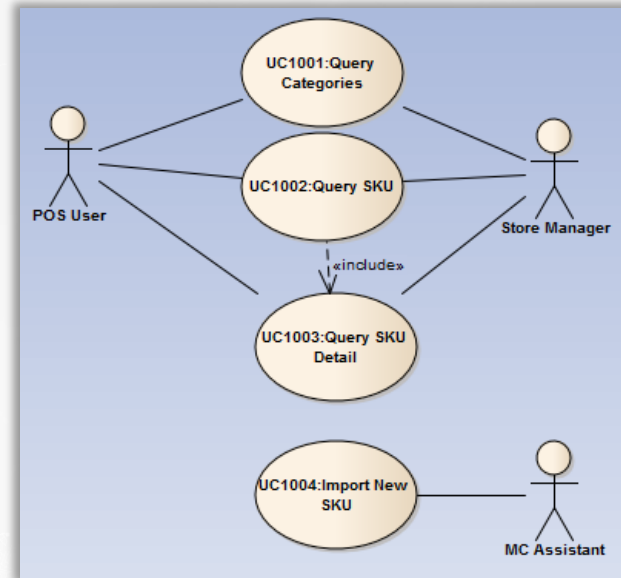 UC1001:Query
Categories
UC1002:Query SKU
POS User
Store Manager
«include»
UC1003:Query SKU
Detail
UC1004:Import New
SKU
MC Assistant